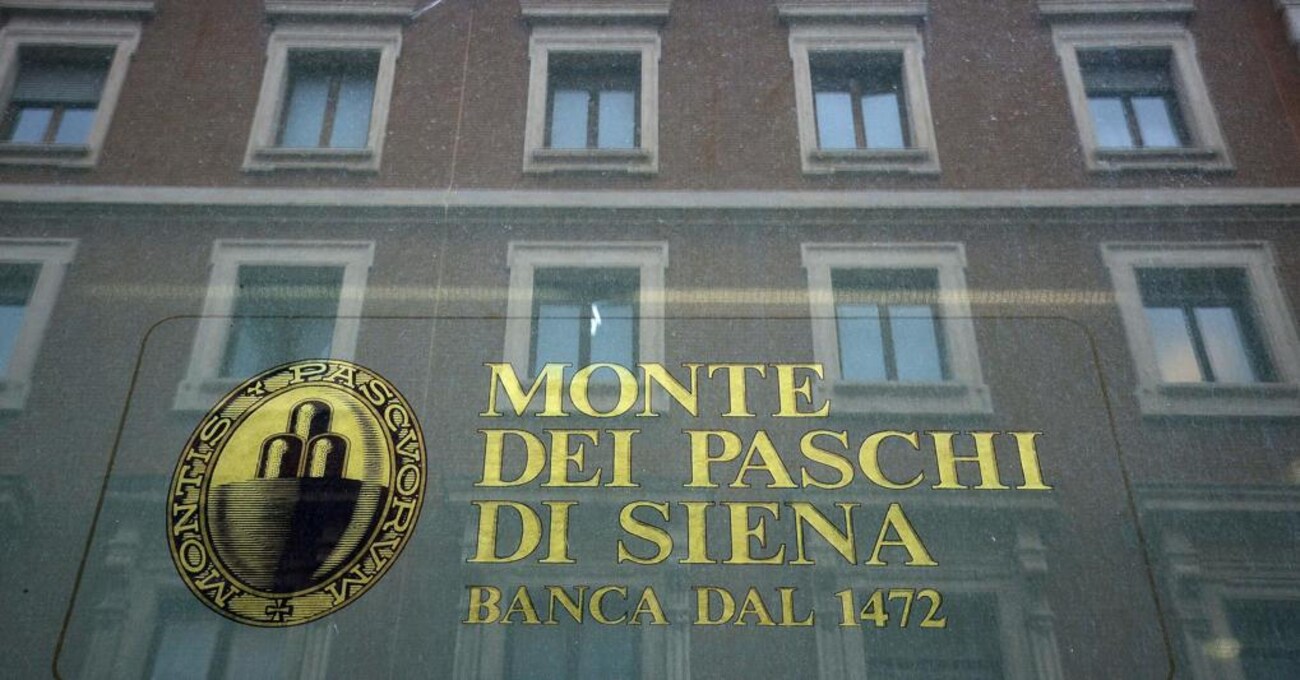 MONTIS ✢ PASCVORVM ✠
MONTE
DEI PASCHI
DI SIENA
BANCA DAL 1472